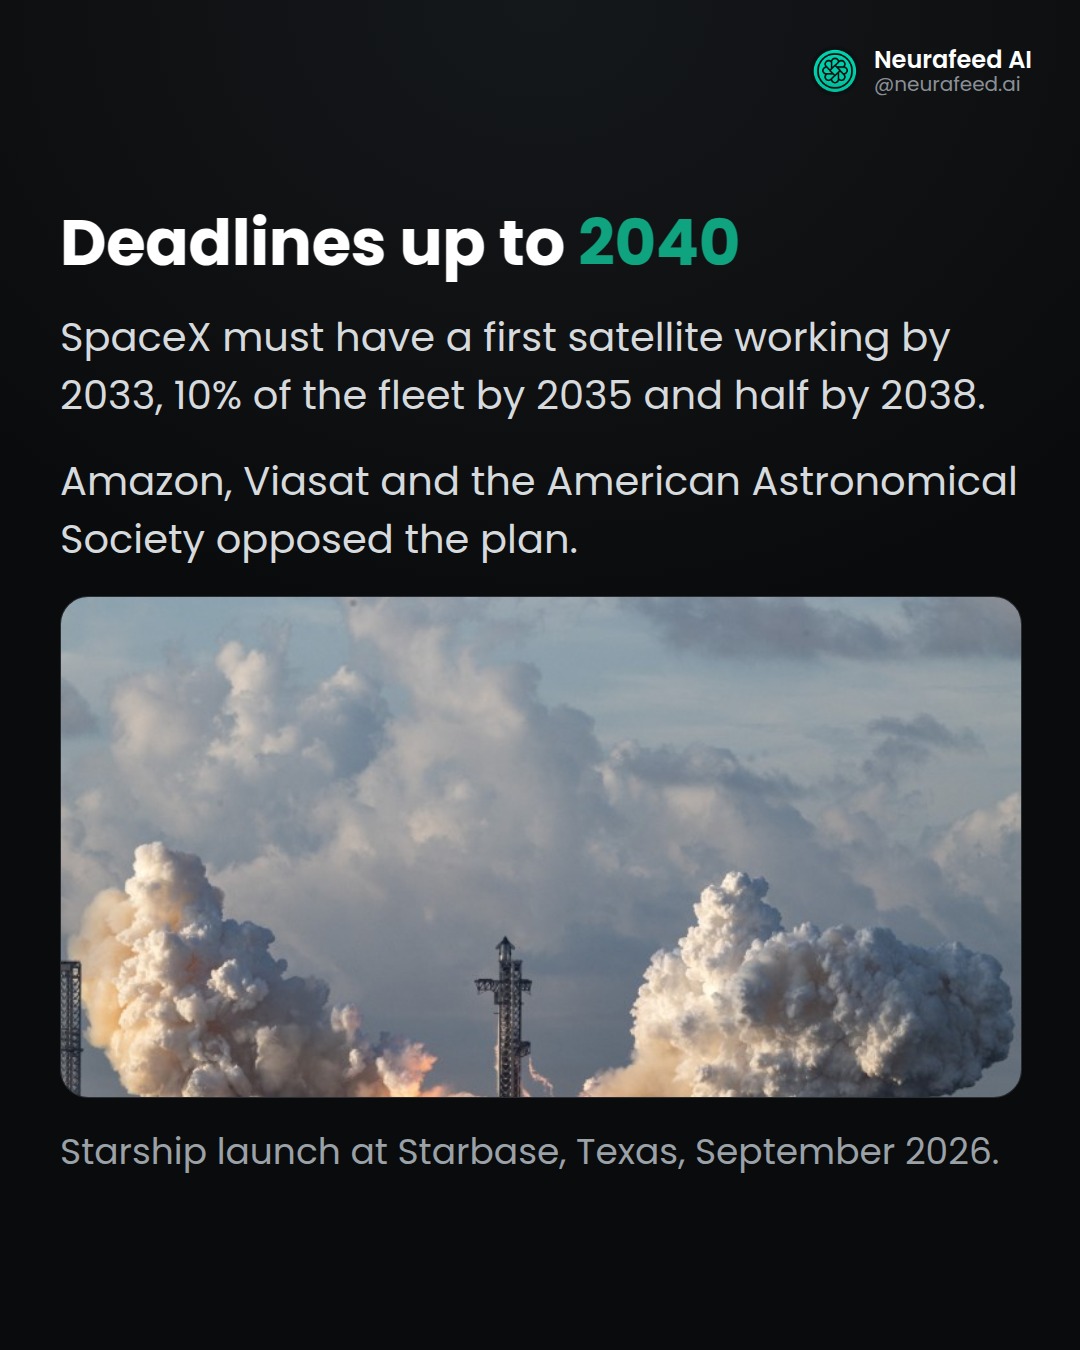 Neurafeed AI
@neurafeed.ai
Deadlines up to 2040
SpaceX must have a first satellite working by
2033, 10% of the fleet by 2035 and half by 2038.
Amazon, Viasat and the American Astronomical
Society opposed the plan.
Starship launch at Starbase, Texas, September 2026.